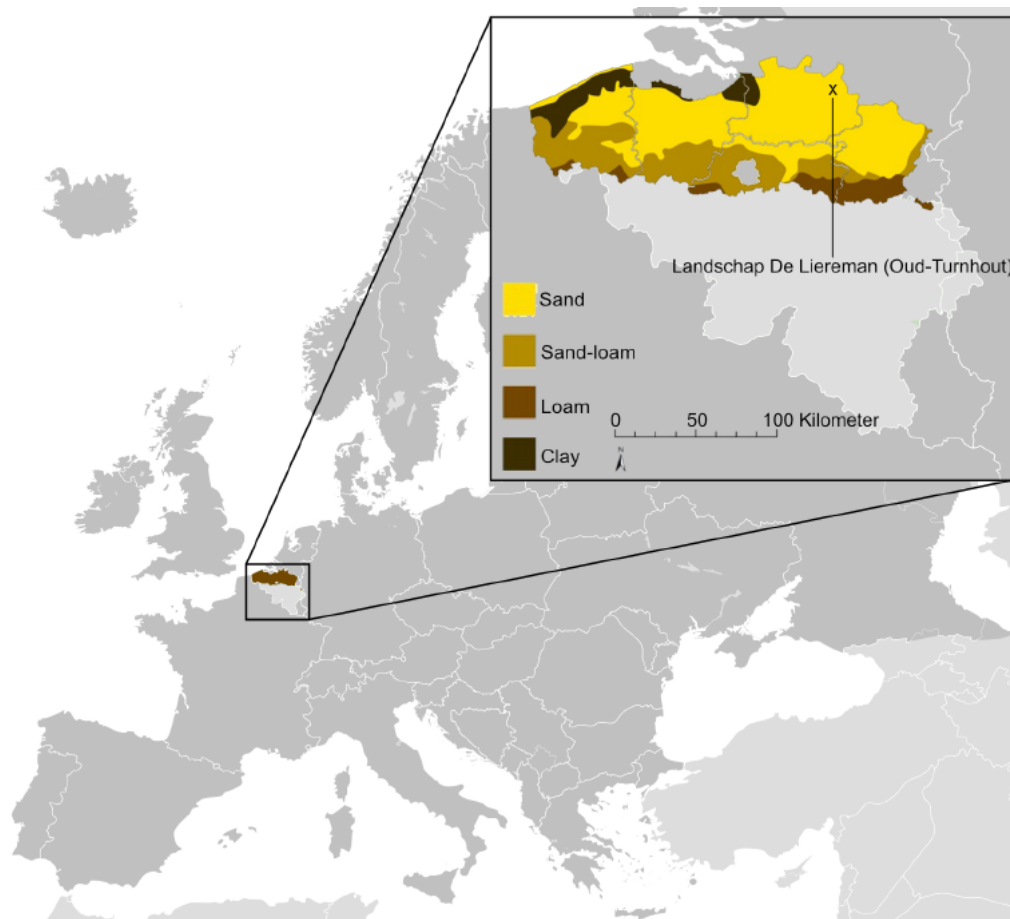 x
Landschap De Liereman (Oud-Turnhout)
Sand
Sand-loam
Loam
Clay
0 50 100 Kilometer
N